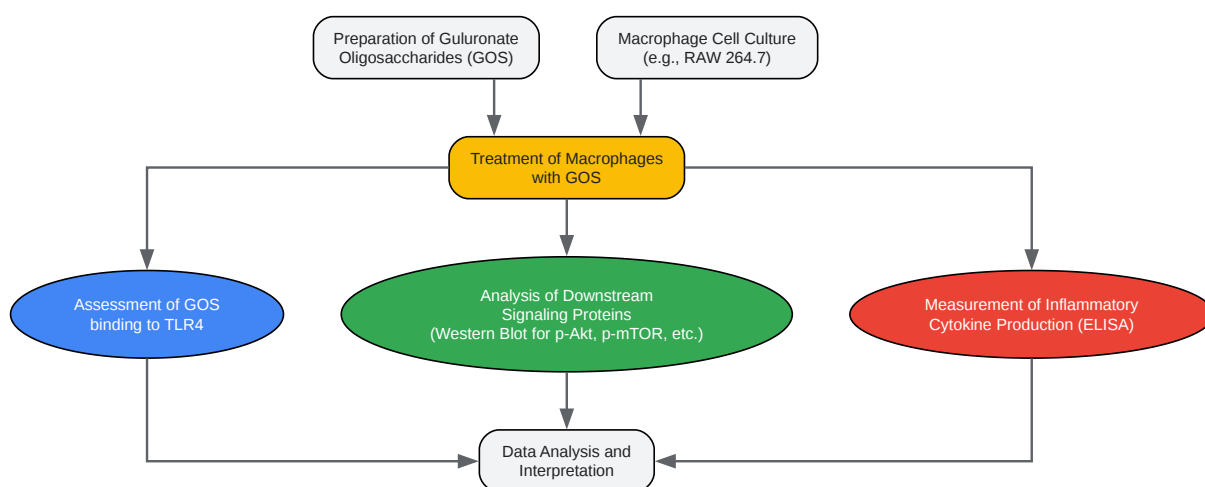 Preparation of Guluronate
Oligosaccharides (GOS)
Macrophage Cell Culture
(e.g., RAW 264.7)
Treatment of Macrophages
with GOS
Assessment of GOS
binding to TLR4
Analysis of Downstream
Signaling Proteins
(Western Blot for p-Akt, p-mTOR, etc.)
Measurement of Inflammatory
Cytokine Production (ELISA)
Data Analysis and
Interpretation